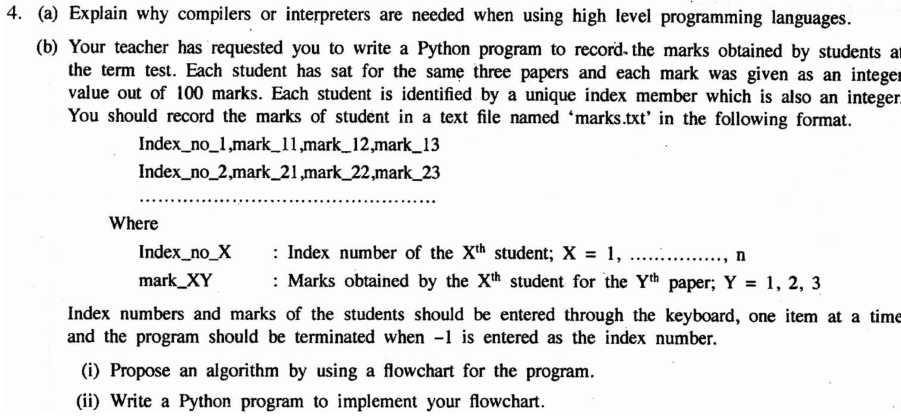 4. (a) Explain why compilers or interpreters are needed when using high level programming languages.
(b) Your teacher has requested you to write a Python program to record the marks obtained by students at
the term test. Each student has sat for the same three papers and each mark was given as an integer
value out of 100 marks. Each student is identified by a unique index member which is also an integer.
You should record the marks of student in a text file named ‘marks.txt’ in the following format.
Index_no_1,mark_11,mark_12,mark_13
Index_no_2,mark_21,mark_22,mark_23
................................................
Where
Index_no_X : Index number of the Xth student; X = 1, ..............., n
mark_XY : Marks obtained by the Xth student for the Yth paper; Y = 1, 2, 3
Index numbers and marks of the students should be entered through the keyboard, one item at a time
and the program should be terminated when −1 is entered as the index number.
(i) Propose an algorithm by using a flowchart for the program.
(ii) Write a Python program to implement your flowchart.